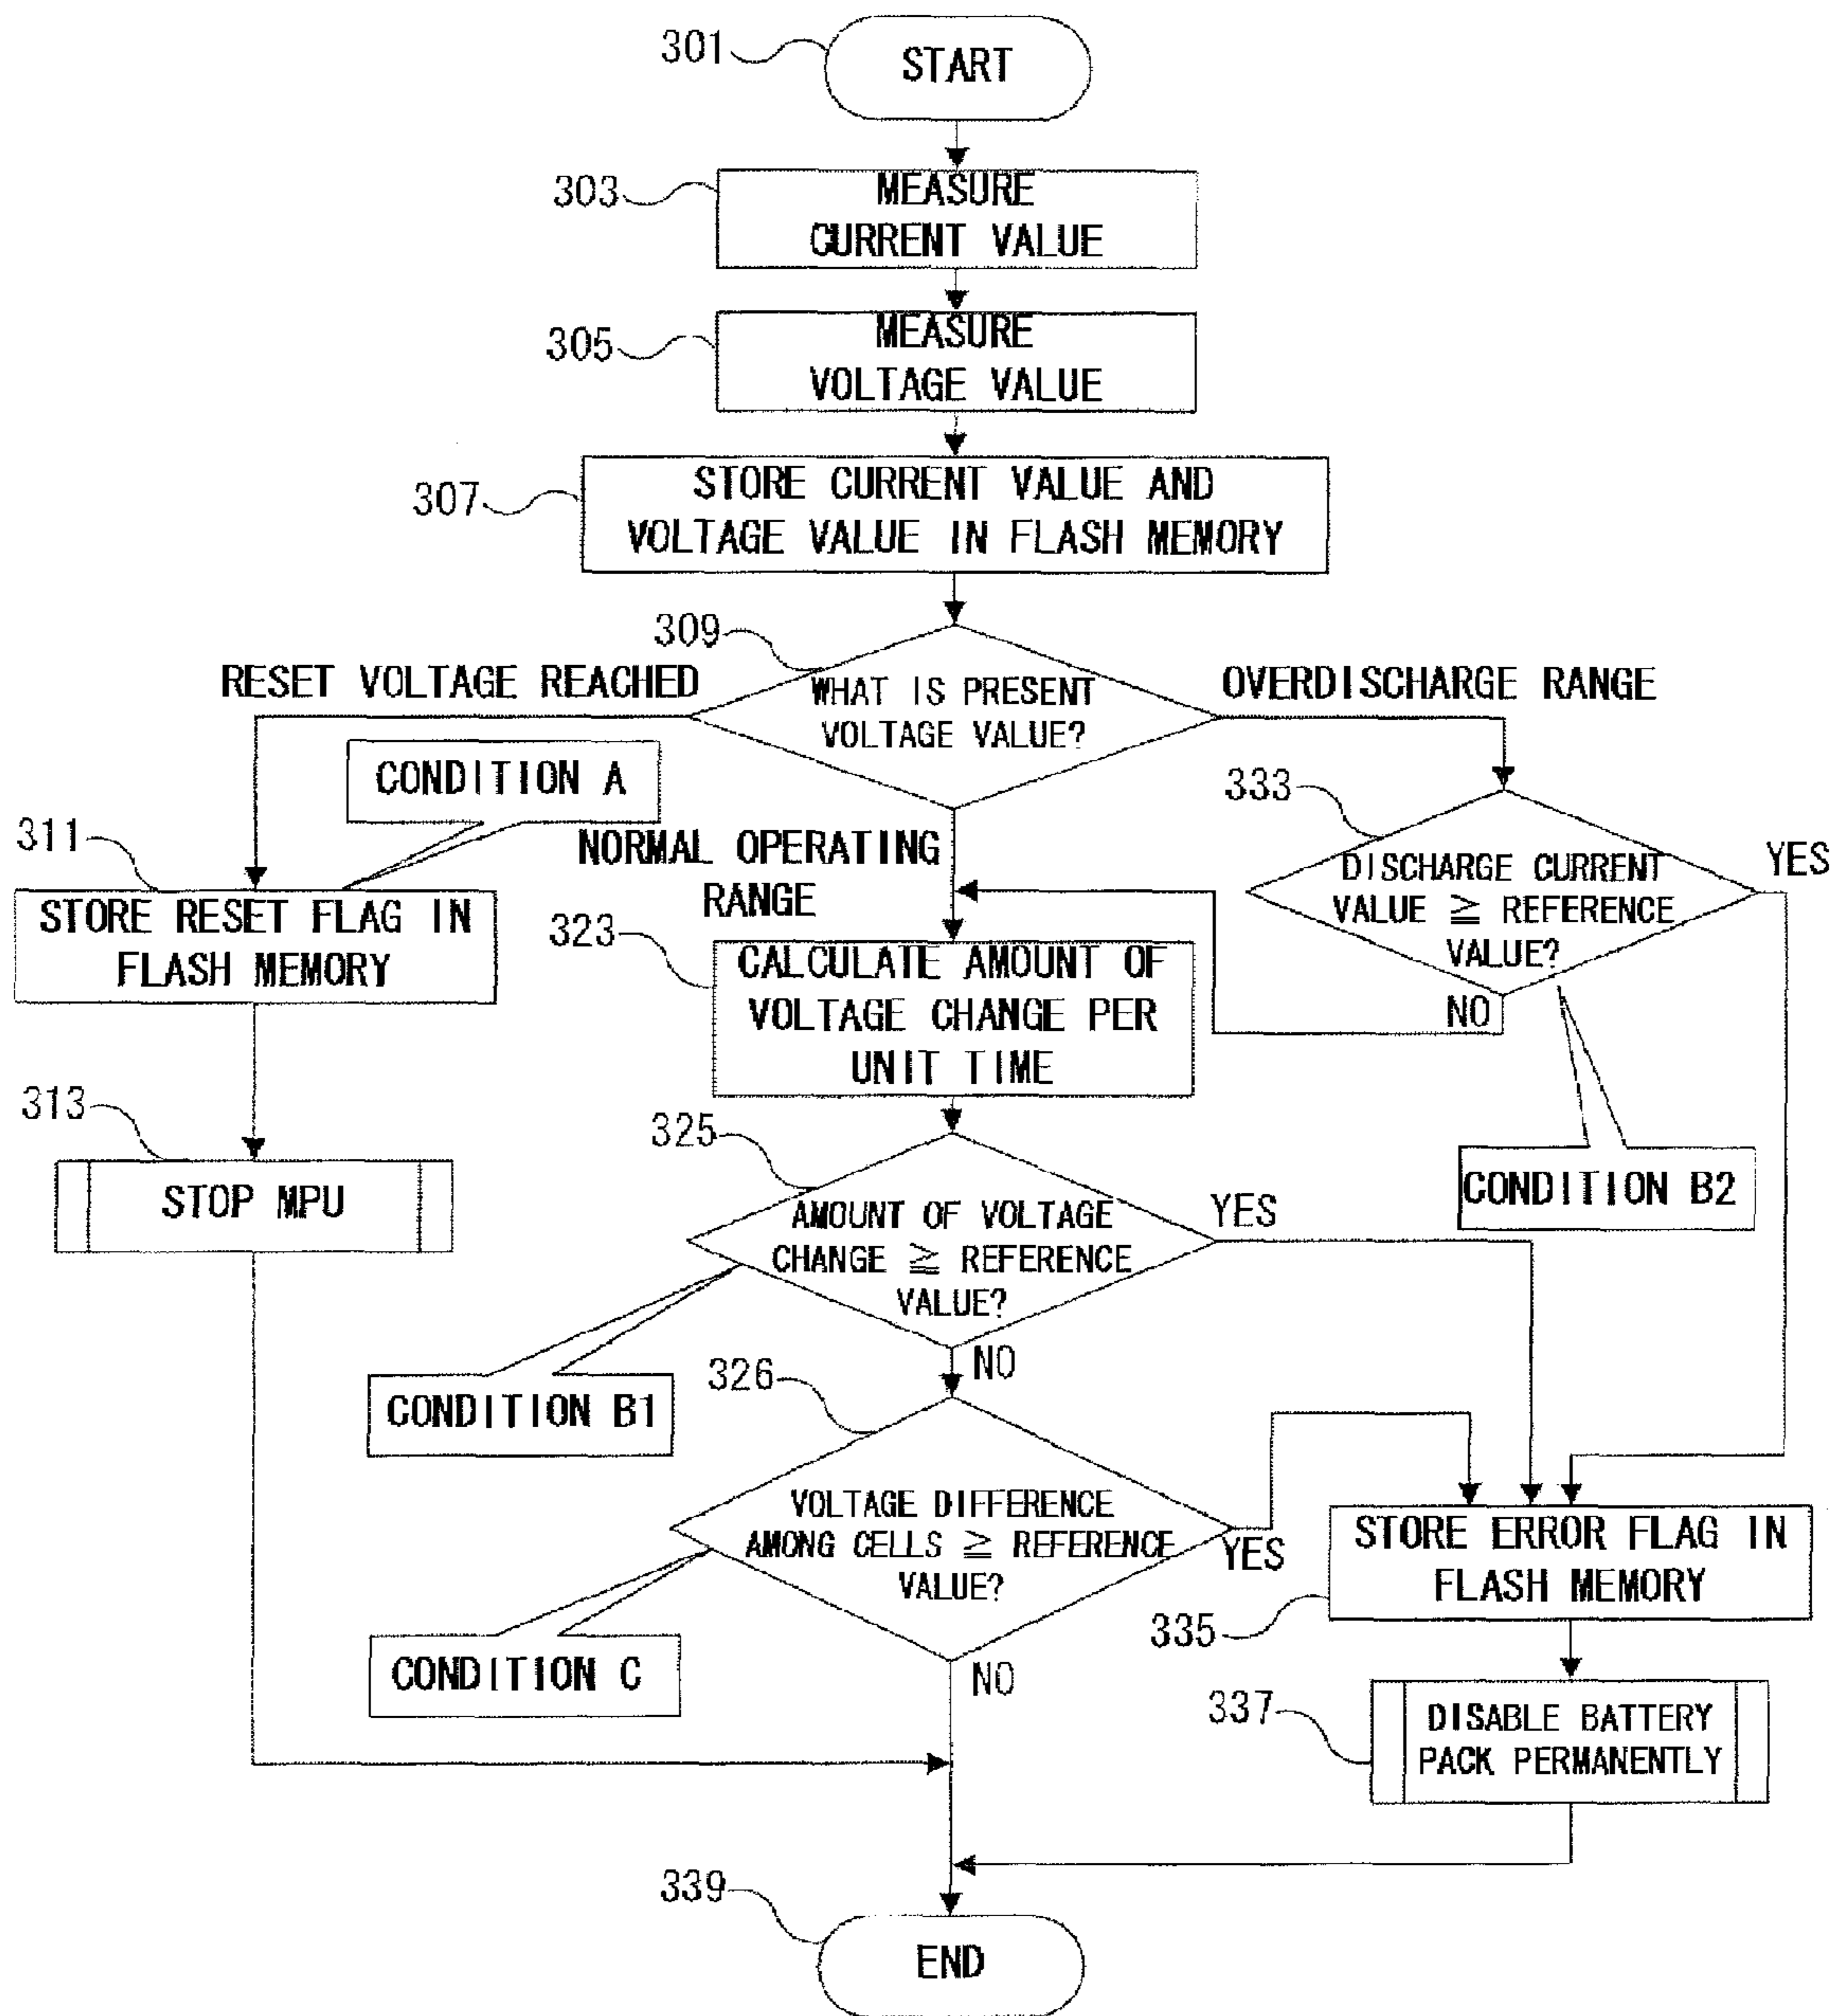 301
START
303
MEASURE
CURRENT VALUE
305
MEASURE
VOLTAGE VALUE
307
STORE CURRENT VALUE AND
VOLTAGE VALUE IN FLASH MEMORY
309
RESET VOLTAGE REACHED
WHAT IS PRESENT
VOLTAGE VALUE?
OVERDISCHARGE RANGE
CONDITION A
333
311
NORMAL OPERATING
RANGE
DISCHARGE CURRENT
VALUE ≧ REFERENCE
VALUE?
YES
NO
STORE RESET FLAG IN
FLASH MEMORY
323
CALCULATE AMOUNT OF
VOLTAGE CHANGE PER
UNIT TIME
313
STOP MPU
325
AMOUNT OF VOLTAGE
CHANGE ≧ REFERENCE
VALUE?
YES
CONDITION B2
NO
CONDITION B1
326
VOLTAGE DIFFERENCE
AMONG CELLS ≧ REFERENCE
VALUE?
YES
STORE ERROR FLAG IN
FLASH MEMORY
335
CONDITION C
NO
337
DISABLE BATTERY
PACK PERMANENTLY
339
END